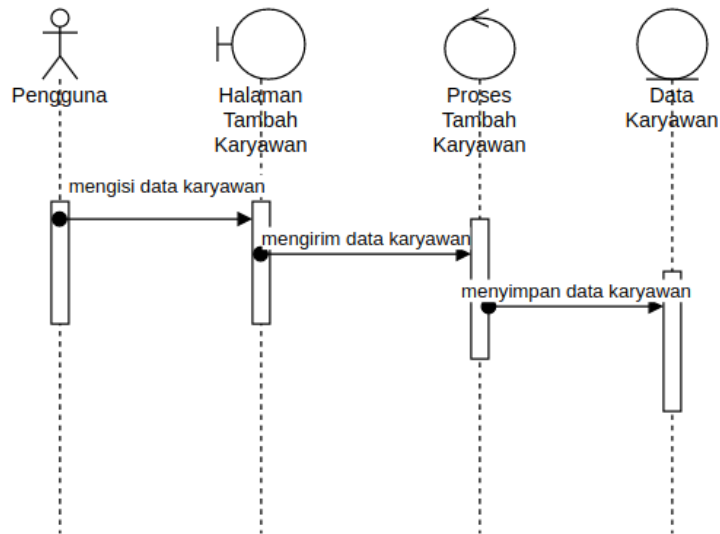 Pengguna
Halaman
Tambah
Karyawan
Proses
Tambah
Karyawan
Data
Karyawan
mengisi data karyawan
mengirim data karyawan
menyimpan data karyawan